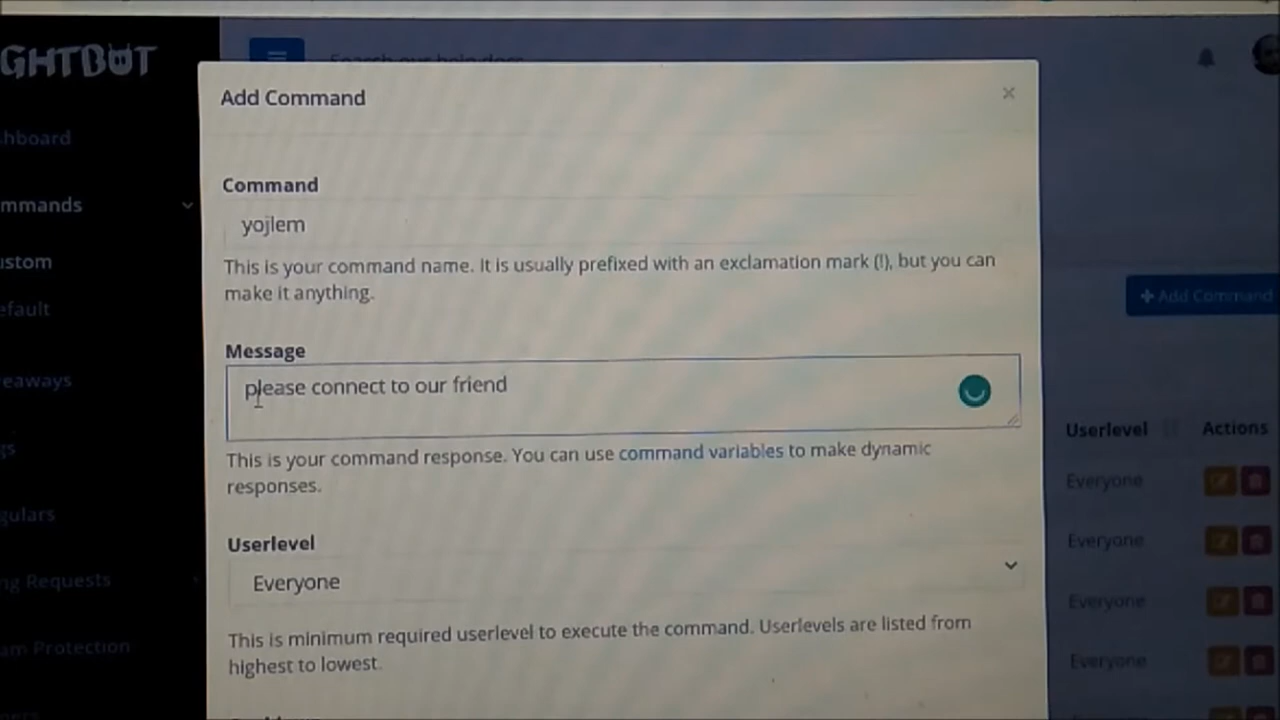 GHTBOT
Add Command
×
hboard
Command
mmands
yojlem
This is your command name. It is usually prefixed with an exclamation mark (!), but you can
make it anything.
ustom
efault
+ Add Command
Message
please connect to our friend
eaways
This is your command response. You can use command variables to make dynamic
responses.
Userlevel Actions
gs
Everyone
gulars
Userlevel
Everyone
Everyone
ng Requests
Everyone
This is minimum required userlevel to execute the command. Userlevels are listed from
highest to lowest.
am Protection
Everyone